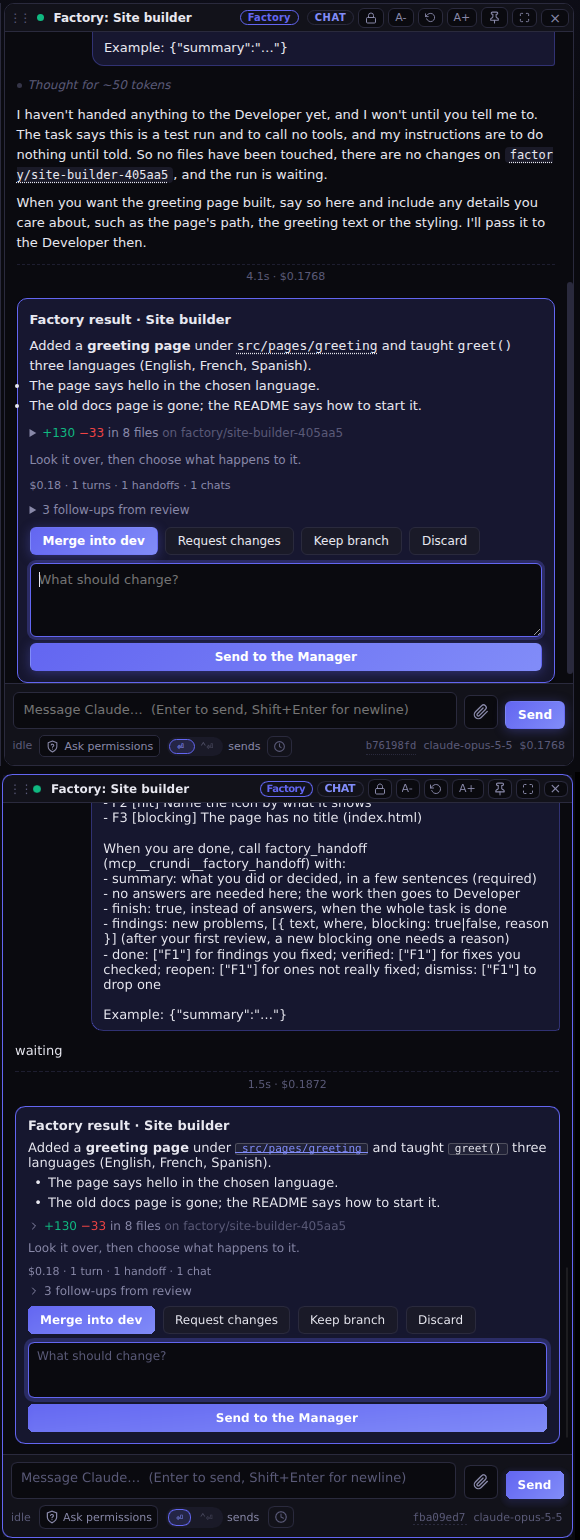 Factory: Site builder Factory CHAT A- A+
Example: {"summary":"…"}
Thought for ~50 tokens
I haven't handed anything to the Developer yet, and I won't until you tell me to.
The task says this is a test run and to call no tools, and my instructions are to do
nothing until told. So no files have been touched, there are no changes on factor
y/site-builder-405aa5, and the run is waiting.
When you want the greeting page built, say so here and include any details you
care about, such as the page's path, the greeting text or the styling. I'll pass it to
the Developer then.
4.1s · $0.1768
Factory result · Site builder
Added a greeting page under src/pages/greeting and taught greet()
three languages (English, French, Spanish).
• The page says hello in the chosen language.
• The old docs page is gone; the README says how to start it.
+130 −33 in 8 files on factory/site-builder-405aa5
Look it over, then choose what happens to it.
$0.18 · 1 turns · 1 handoffs · 1 chats
3 follow-ups from review
Merge into dev Request changes Keep branch Discard
What should change?
Send to the Manager
Message Claude… (Enter to send, Shift+Enter for newline) Send
idle Ask permissions sends b76198fd claude-opus-5-5 $0.1768
Factory: Site builder Factory CHAT A- A+
- F2 [nit] Name the icon by what it shows
- F3 [blocking] The page has no title (index.html)
When you are done, call factory_handoff
(mcp__crundi__factory_handoff) with:
- summary: what you did or decided, in a few sentences (required)
- no answers are needed here; the work then goes to Developer
- finish: true, instead of answers, when the whole task is done
- findings: new problems, [{ text, where, blocking: true|false, reason
}] (after your first review, a new blocking one needs a reason)
- done: ["F1"] for findings you fixed; verified: ["F1"] for fixes you
checked; reopen: ["F1"] for ones not really fixed; dismiss: ["F1"] to
drop one
Example: {"summary":"…"}
waiting
1.5s · $0.1872
Factory result · Site builder
Added a greeting page under src/pages/greeting and taught greet() three
languages (English, French, Spanish).
• The page says hello in the chosen language.
• The old docs page is gone; the README says how to start it.
+130 −33 in 8 files on factory/site-builder-405aa5
Look it over, then choose what happens to it.
$0.18 · 1 turn · 1 handoff · 1 chat
3 follow-ups from review
Merge into dev Request changes Keep branch Discard
What should change?
Send to the Manager
Message Claude… (Enter to send, Shift+Enter for newline) Send
idle Ask permissions sends fba09ed7 claude-opus-5-5